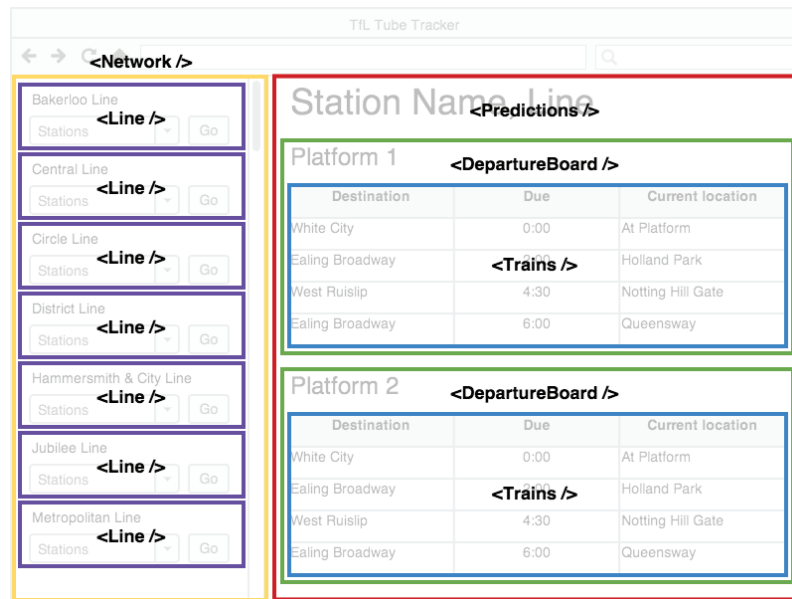 TfL Tube Tracker
<Network />
Bakerloo Line
<Line />
Stations
Go
Central Line
<Line />
Stations
Go
Circle Line
<Line />
Stations
Go
District Line
<Line />
Stations
Go
Hammersmith & City Line
<Line />
Stations
Go
Jubilee Line
<Line />
Stations
Go
Metropolitan Line
<Line />
Stations
Go
Station Name, Line
<Predictions />
Platform 1
<DepartureBoard />
Destination Due Current location
White City 0:00 At Platform
Ealing Broadway Holland Park
<Trains />
West Ruislip 4:30 Notting Hill Gate
Ealing Broadway 6:00 Queensway
Platform 2
<DepartureBoard />
Destination Due Current location
White City 0:00 At Platform
Ealing Broadway Holland Park
<Trains />
West Ruislip 4:30 Notting Hill Gate
Ealing Broadway 6:00 Queensway